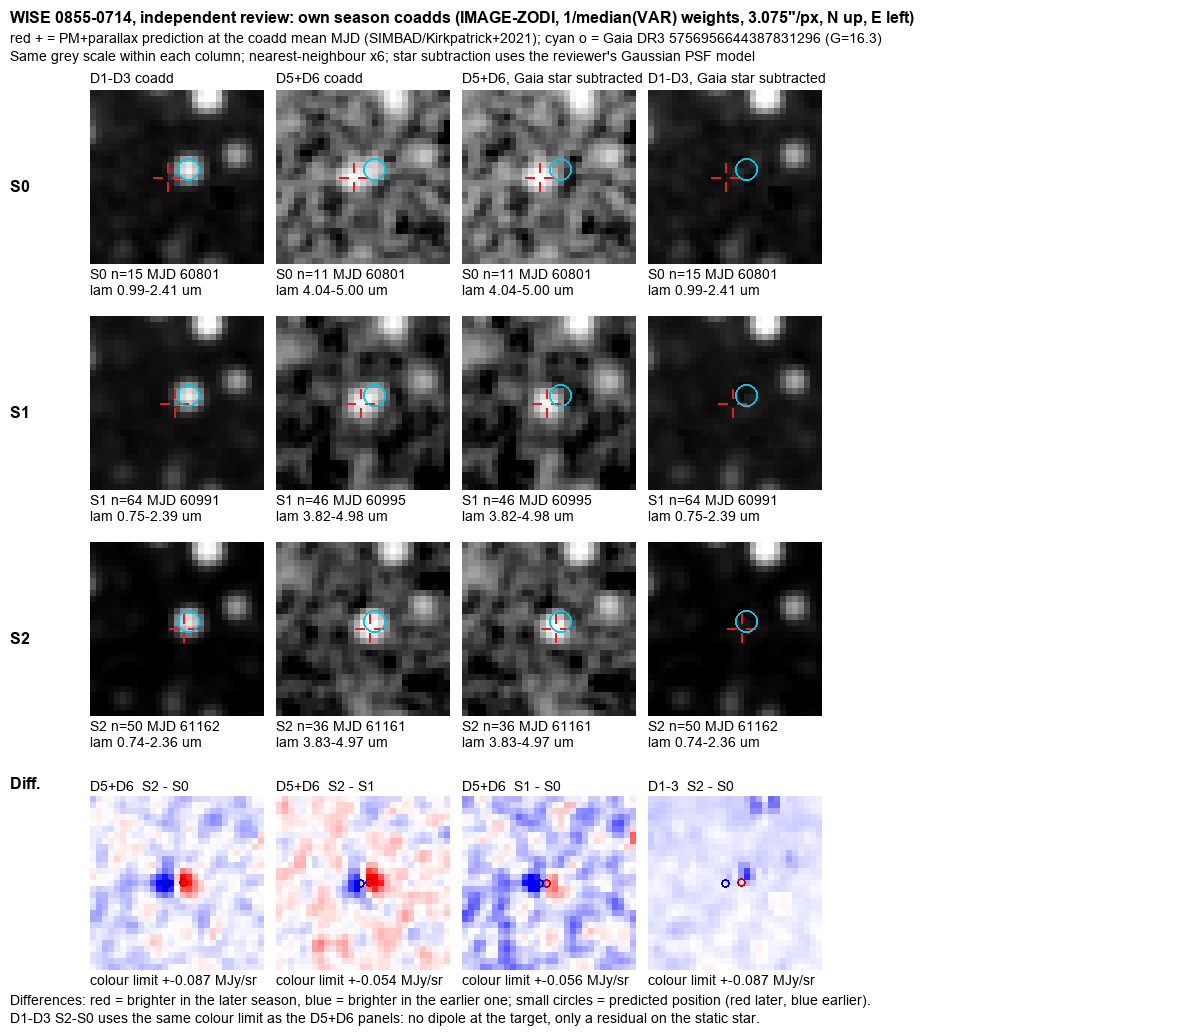 WISE 0855-0714, independent review: own season coadds (IMAGE-ZODI, 1/median(VAR) weights, 3.075"/px, N up, E left)
red + = PM+parallax prediction at the coadd mean MJD (SIMBAD/Kirkpatrick+2021); cyan o = Gaia DR3 5756956644387831296 (G=16.3)
Same grey scale within each column; nearest-neighbour x6; star subtraction uses the reviewer's Gaussian PSF model
D1-D3 coadd
D5+D6 coadd
D5+D6, Gaia star subtracted
D1-D3, Gaia star subtracted
S0
S0 n=15 MJD 60801
lam 0.99-2.41 um
S0 n=11 MJD 60801
lam 4.04-5.00 um
S0 n=11 MJD 60801
lam 4.04-5.00 um
S0 n=15 MJD 60801
lam 0.99-2.41 um
S1
S1 n=64 MJD 60991
lam 0.75-2.39 um
S1 n=46 MJD 60995
lam 3.82-4.98 um
S1 n=46 MJD 60995
lam 3.82-4.98 um
S1 n=64 MJD 60991
lam 0.75-2.39 um
S2
S2 n=50 MJD 61162
lam 0.74-2.36 um
S2 n=36 MJD 61161
lam 3.83-4.97 um
S2 n=36 MJD 61161
lam 3.83-4.97 um
S2 n=50 MJD 61162
lam 0.74-2.36 um
Diff.
D5+D6  S2 - S0
D5+D6  S2 - S1
D5+D6  S1 - S0
D1-3  S2 - S0
colour limit +-0.087 MJy/sr
colour limit +-0.054 MJy/sr
colour limit +-0.056 MJy/sr
colour limit +-0.087 MJy/sr
Differences: red = brighter in the later season, blue = brighter in the earlier one; small circles = predicted position (red later, blue earlier).
D1-D3 S2-S0 uses the same colour limit as the D5+D6 panels: no dipole at the target, only a residual on the static star.